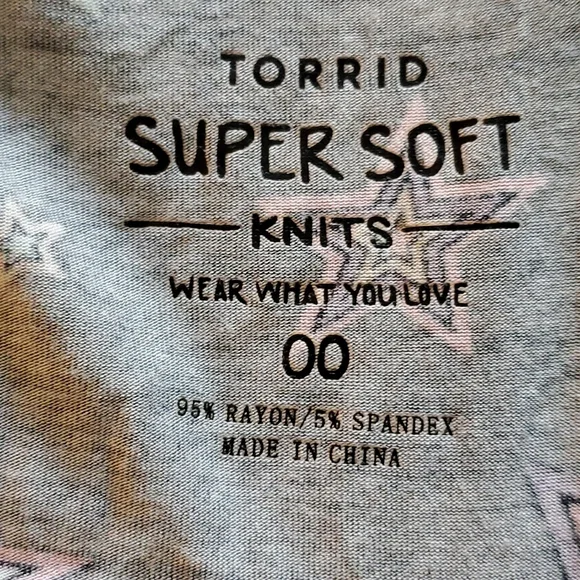 TORRID
SUPER SOFT
KNITS
WEAR WHAT YOU LOVE
00
95% RAYON/5% SPANDEX
MADE IN CHINA